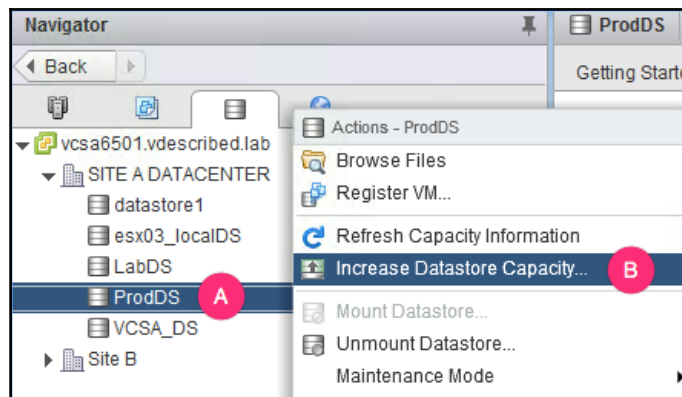 Navigator
ProdDS
Back
Getting Starte
vcsa6501.vdescribed.lab
SITE A DATACENTER
datastore1
esx03_localDS
LabDS
ProdDS A
VCSA_DS
Site B
Actions - ProdDS
Browse Files
Register VM...
Refresh Capacity Information
Increase Datastore Capacity... B
Mount Datastore...
Unmount Datastore...
Maintenance Mode